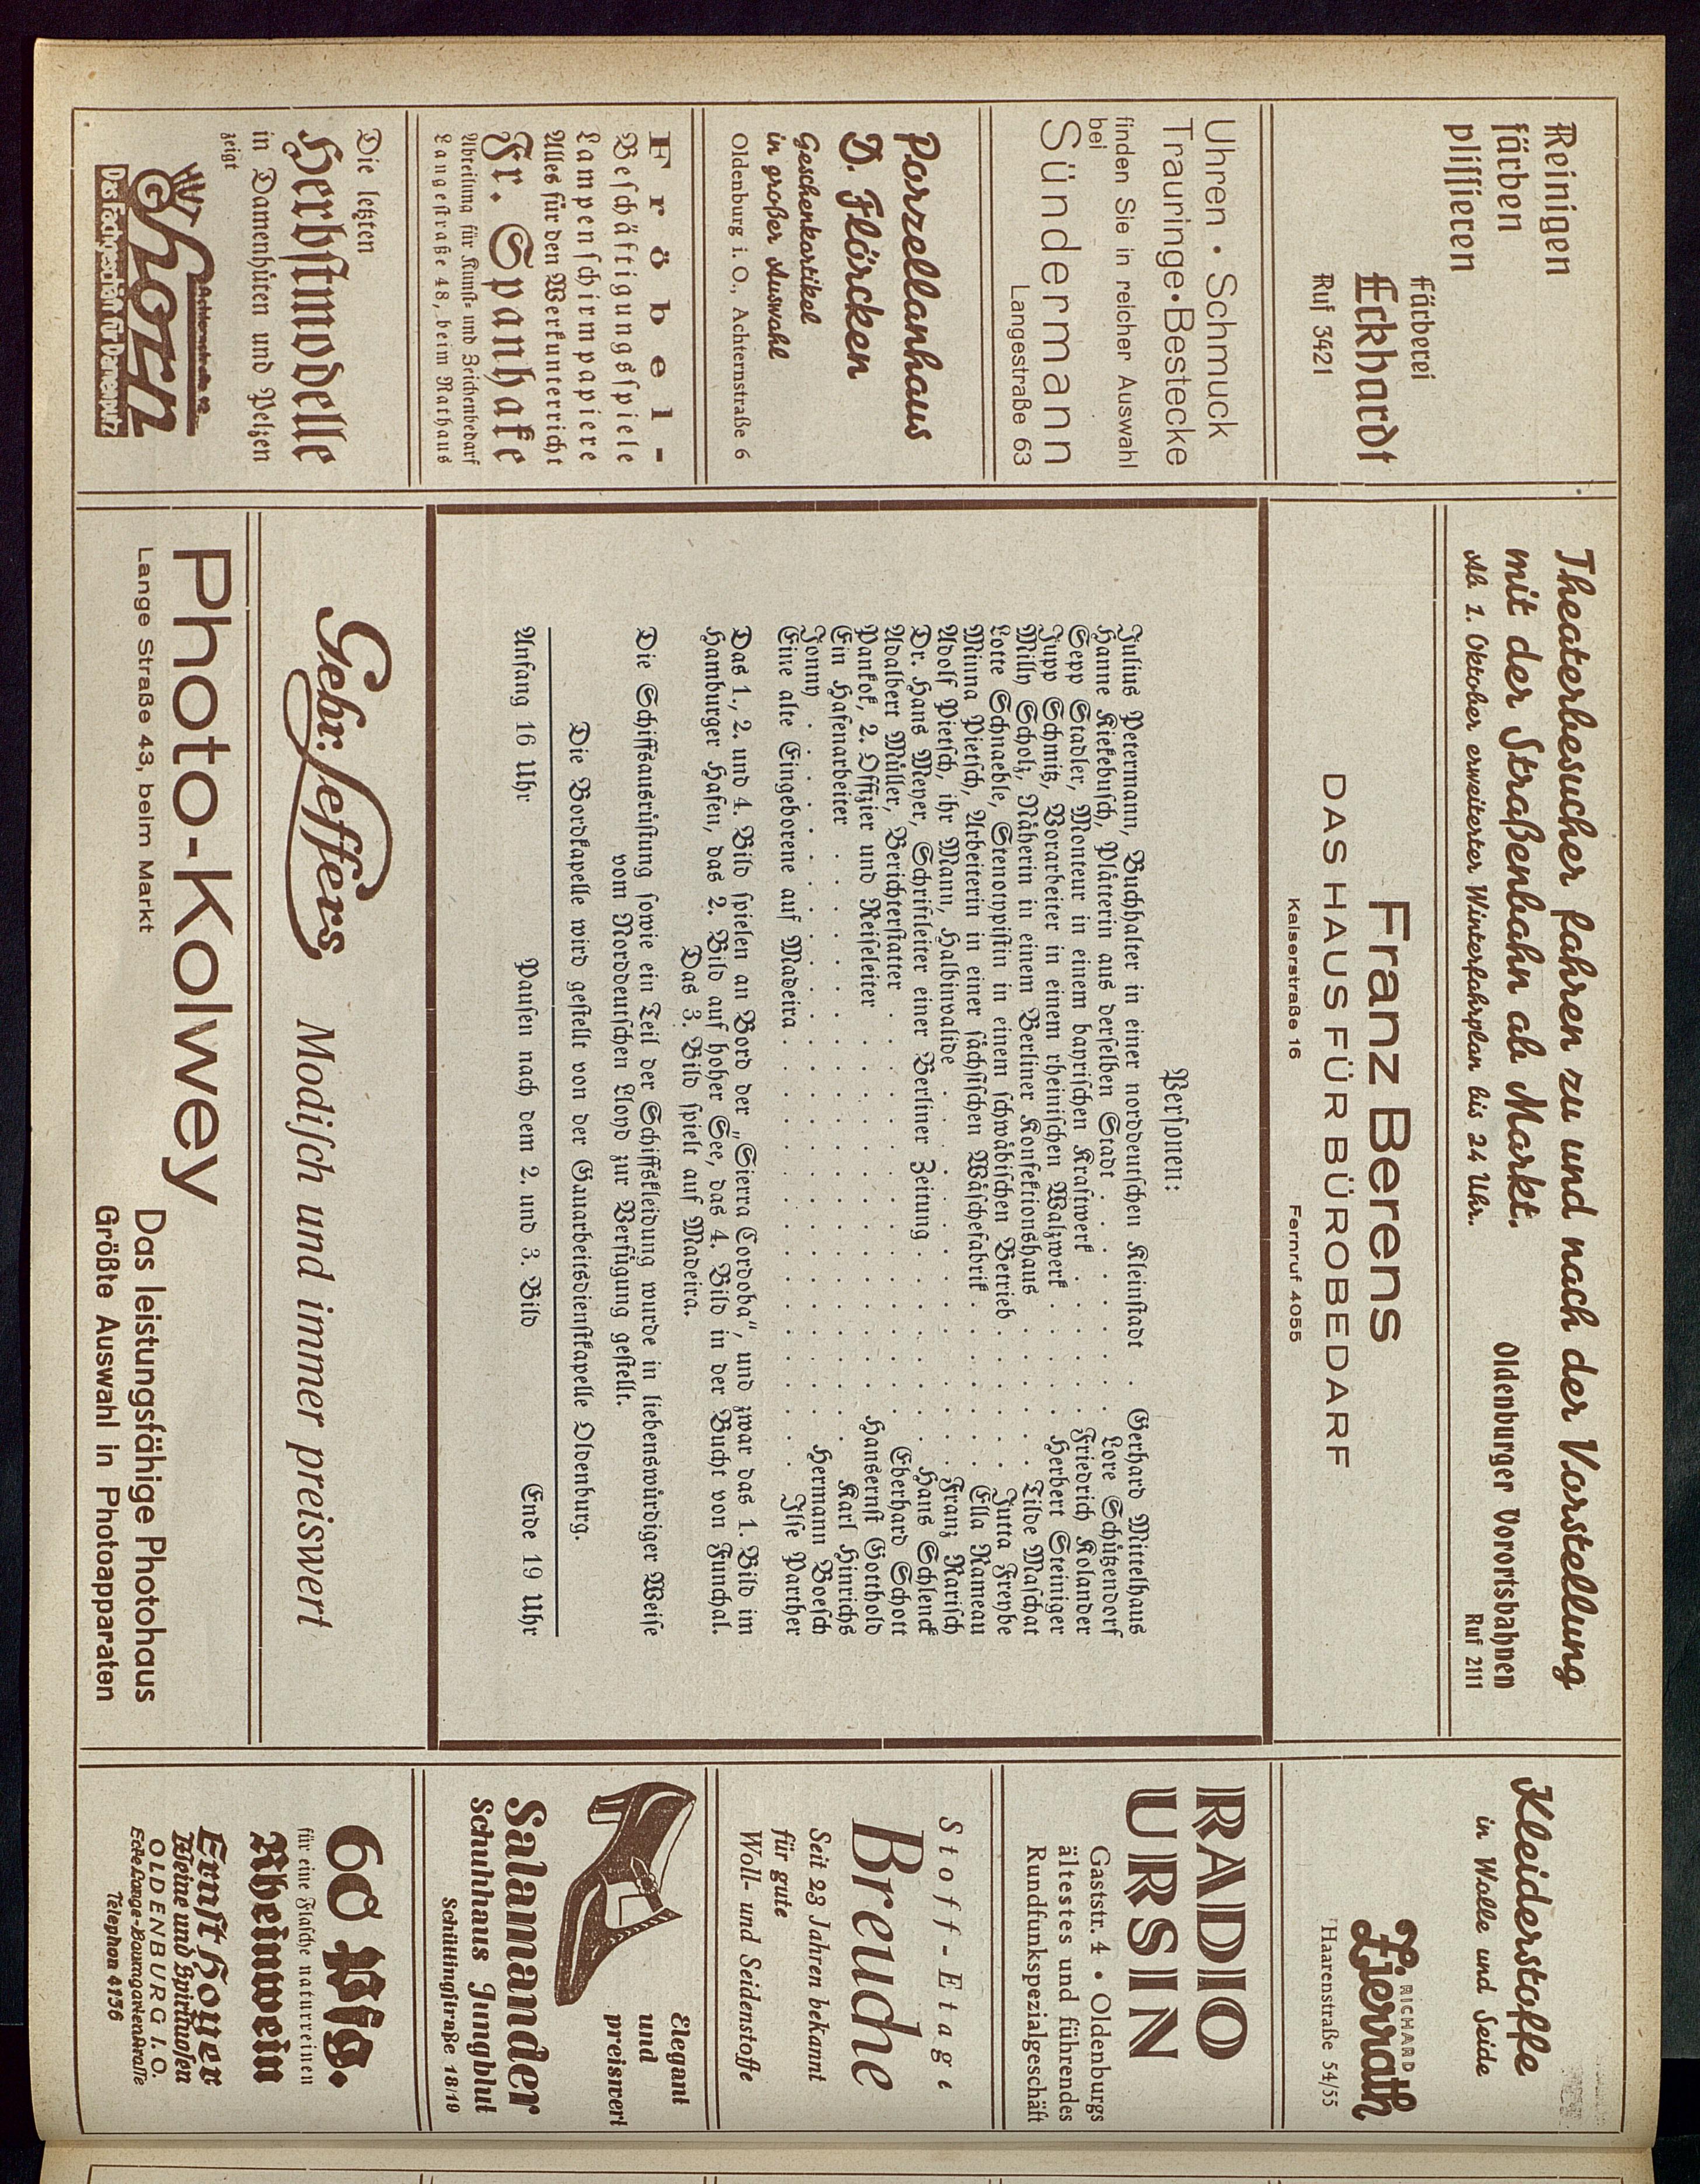 Reinigen
färben
plissieren
Färberei
Eckhardt
Ruf 3421
Uhren • Schmuck
Trauringe•Bestecke
finden Sie in reicher Auswahl
bei
Sündermann
Langestraße 63
Porzellanhaus
D. Flörcken
Geschenkartikel
in großer Auswahl
Oldenburg i. O., Achternstraße 6
Fröbel-
Beschäftigungsspiele
Lampenschirmpapiere
Alles für den Werkunterricht
Fr. Spanhake
Abteilung für Kunst- und Zeichenbedarf
Langestraße 48, beim Rathaus
Die letzten
Herbstmodelle
in Damenhüten und Pelzen
zeigt
Horn
Das Fachgeschäft für Damenputz
Theaterbesucher fahren zu und nach der Vorstellung
mit der Straßenbahn ab Markt.
Ab 1. Oktober erweiterter Winterfahrplan bis 24 Uhr.
Oldenburger Vorortsbahnen
Ruf 2111
Franz Berens
DAS HAUS FÜR BÜROBEDARF
Kaiserstraße 16 Fernruf 4055
Personen:
Julius Petermann, Buchhalter in einer norddeutschen Kleinstadt . Gerhard Mittelhaus
Hanne Kiekebusch, Plätterin aus derselben Stadt . . . . . Lore Schützendorf
Sepp Stadler, Monteur in einem bayrischen Kraftwerk . . . . Friedrich Kolander
Jupp Schmitz, Vorarbeiter in einem rheinischen Walzwerk . . . Herbert Steiniger
Milly Scholz, Näherin in einem Berliner Konfektionshaus . . . . Tilde Maschat
Lotte Schnaeble, Stenotypistin in einem schwäbischen Betrieb . . . . Jutta Freybe
Minna Pietsch, Arbeiterin in einer sächsischen Wäschefabrik . . . . Ella Rameau
Adolf Pietsch, ihr Mann, Halbinvalide . . . . . . . . Franz Rarisch
Dr. Hans Meyer, Schriftleiter einer Berliner Zeitung . . . . . Hans Schlenck
Adalbert Müller, Berichterstatter . . . . . . . . Eberhard Schott
Pankok, 2. Offizier und Reiseleiter . . . . . . . Hansernst Gotthold
Ein Hafenarbeiter . . . . . . . . . . . Karl Hinrichs
Jonny . . . . . . . . . . . . . Hermann Boesch
Eine alte Eingeborene auf Madeira . . . . . . . . . Ilse Parther
Das 1., 2. und 4. Bild spielen an Bord der „Sierra Cordoba“, und zwar das 1. Bild im
Hamburger Hafen, das 2. Bild auf hoher See, das 4. Bild in der Bucht von Funchal.
Das 3. Bild spielt auf Madeira.
Die Schiffsausrüstung sowie ein Teil der Schiffskleidung wurde in liebenswürdiger Weise
vom Norddeutschen Lloyd zur Verfügung gestellt.
Die Bordkapelle wird gestellt von der Gauarbeitsdienstkapelle Oldenburg.
Anfang 16 Uhr Pausen nach dem 2. und 3. Bild Ende 19 Uhr
Gebr. Leffers Modisch und immer preiswert
Photo-Kolwey
Lange Straße 43, beim Markt
Das leistungsfähige Photohaus
Größte Auswahl in Photoapparaten
Kleiderstoffe
in Wolle und Seide
RICHARD
Zierrath
Haarenstraße 54/55
RADIO
URSIN
Gaststr. 4 • Oldenburgs
ältestes und führendes
Rundfunkspezialgeschäft
Stoff-Etage
Breuche
Seit 23 Jahren bekannt
für gute
Woll- und Seidenstoffe
Elegant
und
preiswert
Salamander
Schuhhaus Jungblut
Schüttingstraße 18/19
60 Pfg.
für eine Flasche naturreinen
Rheinwein
Ernst Hoyer
Weine und Spirituosen
OLDENBURG I. O.
Ecke Lange-Baumgartenstraße
Telephon 4136